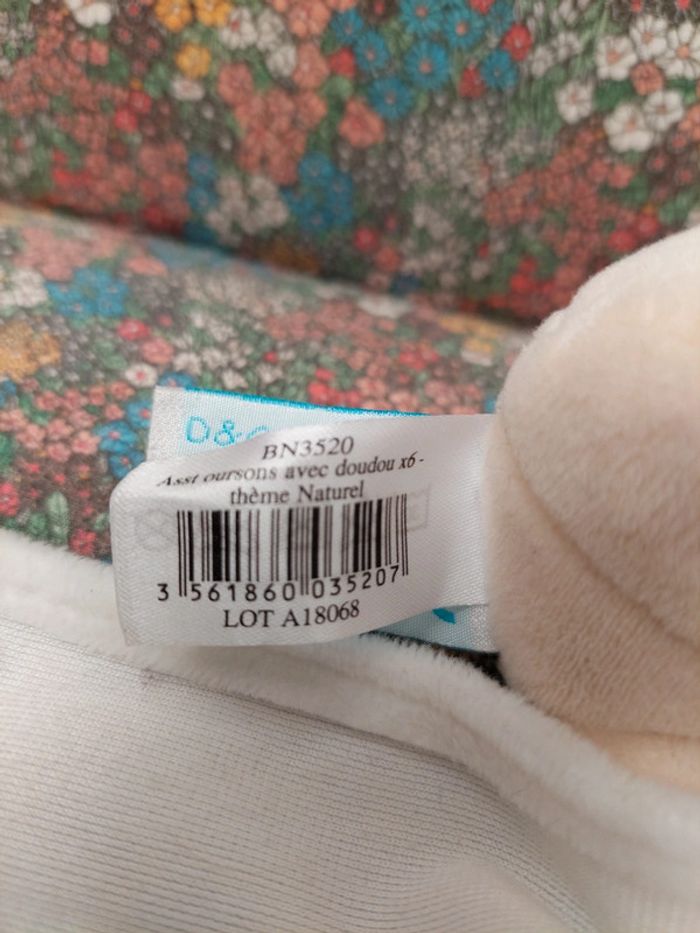 D&
BN3520
Asst oursons avec doudou x6 -
thème Naturel
3 561860 035207
LOT A18068